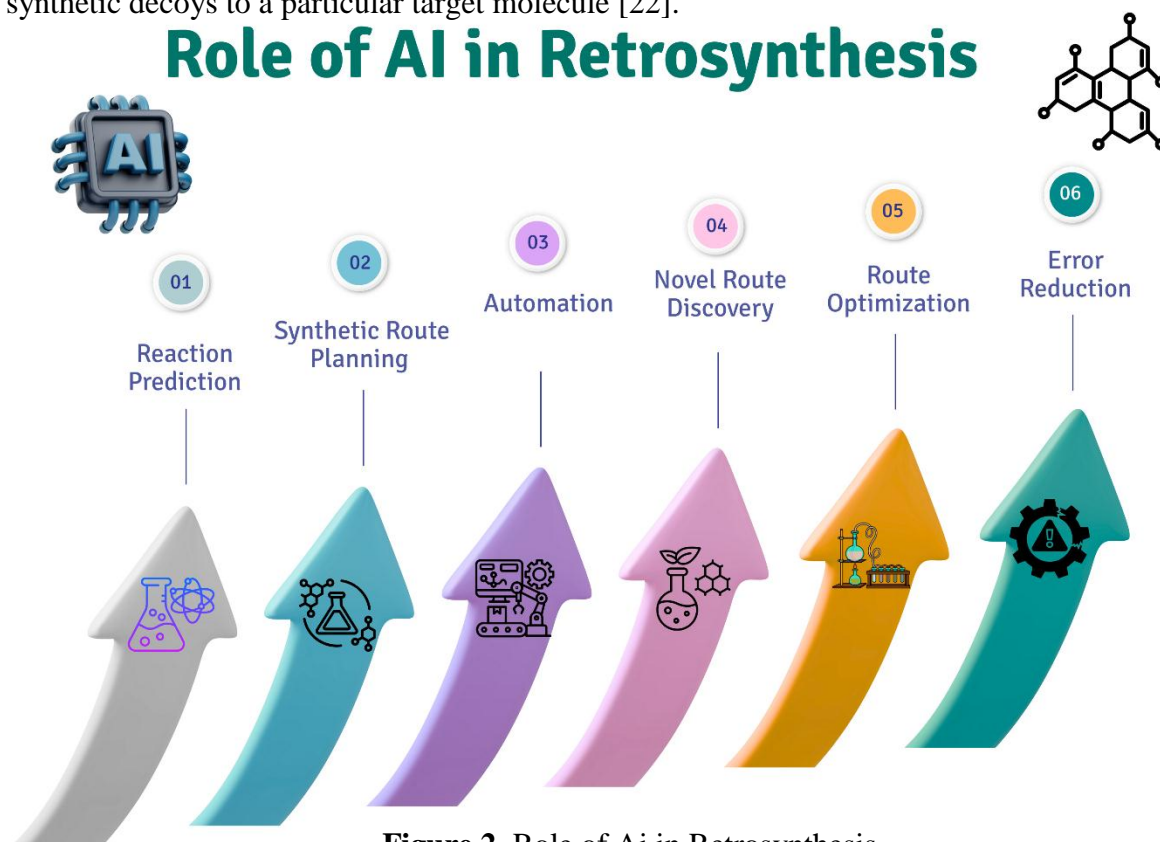 synthetic decoys to a particular target molecule [22].
Role of AI in Retrosynthesis
AI
01
Reaction
Prediction
02
Synthetic Route
Planning
03
Automation
04
Novel Route
Discovery
05
Route
Optimization
06
Error
Reduction
Figure 2. Role of Ai in Retrosynthesis